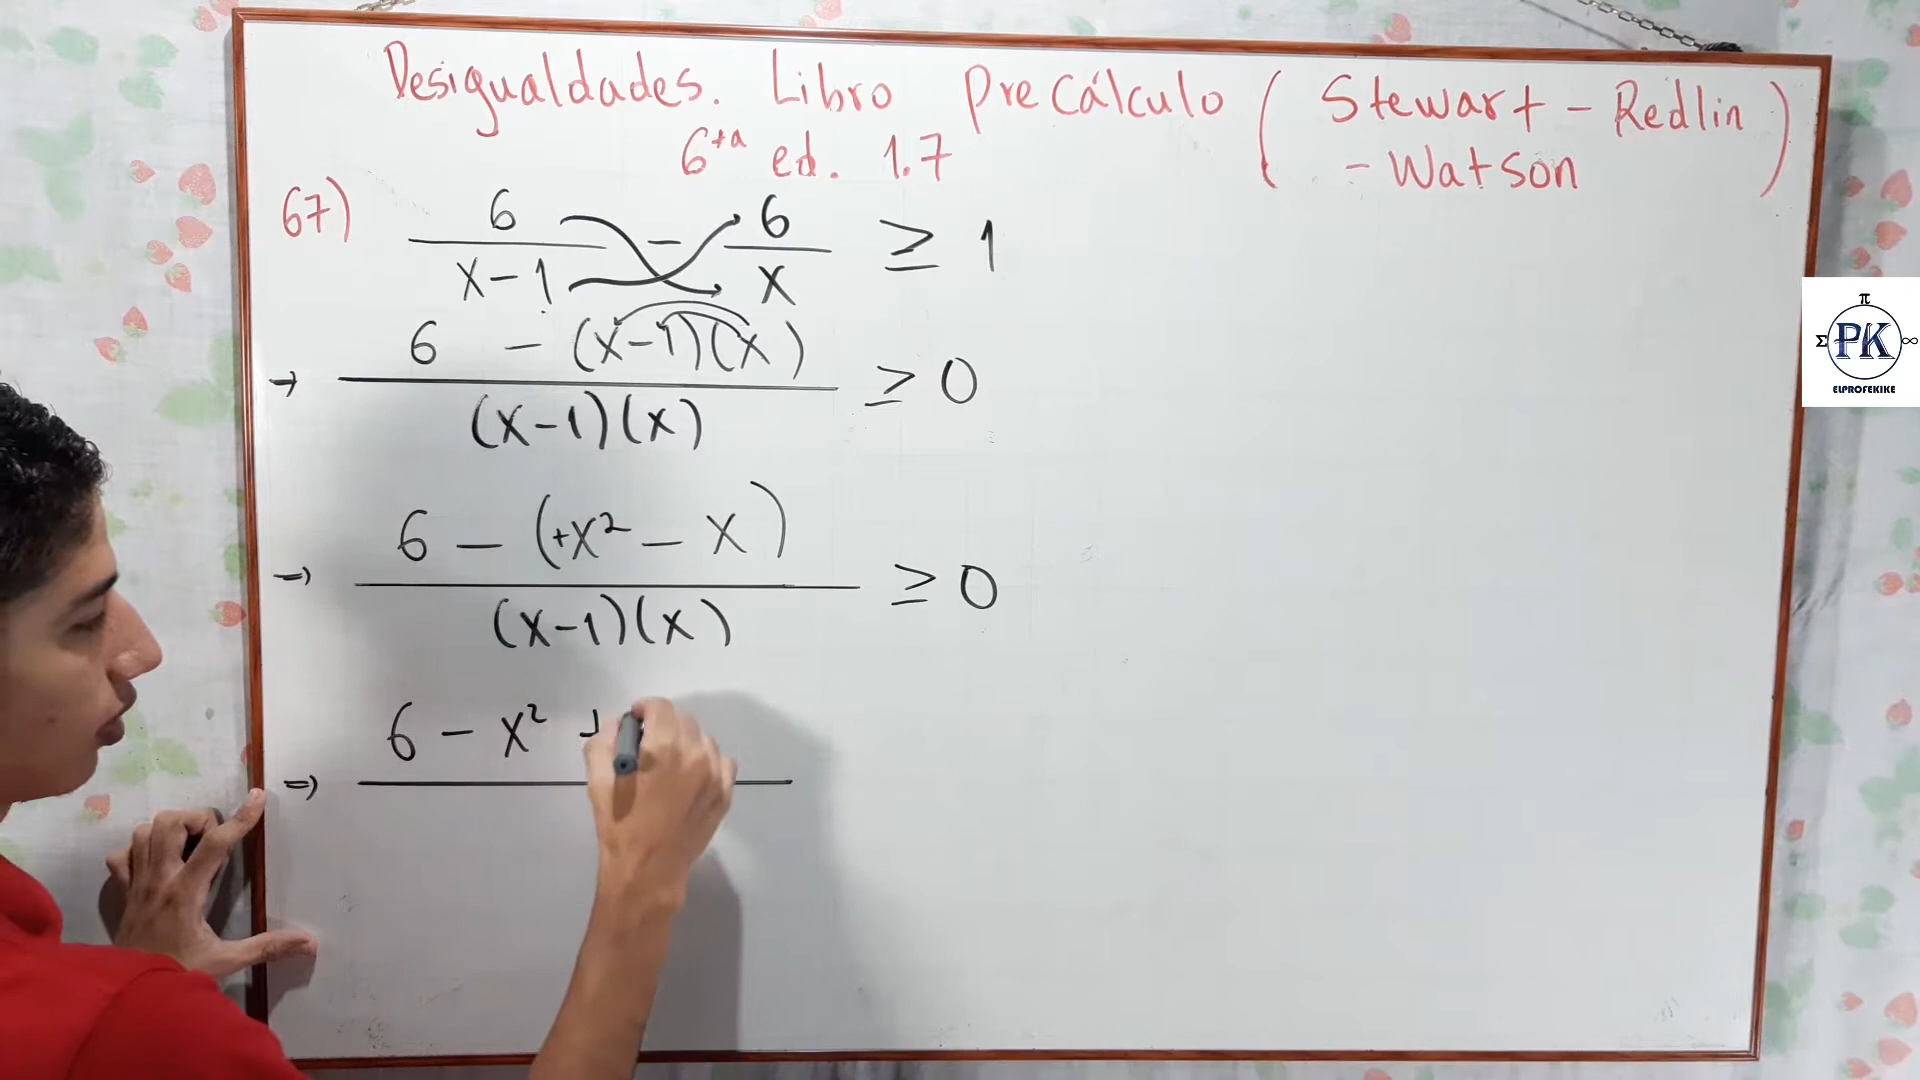 Desigualdades. Libro Precálculo (Stewart - Redlin
6ta ed. 1.7 - Watson)
67) 6/(x-1) - 6/x ≥ 1
→ (6 - (x-1)(x))/((x-1)(x)) ≥ 0
→ (6 - (+x² - x))/((x-1)(x)) ≥ 0
⇒ 6 - x² +
π
Σ PK ∞
ELPROFEKIKE